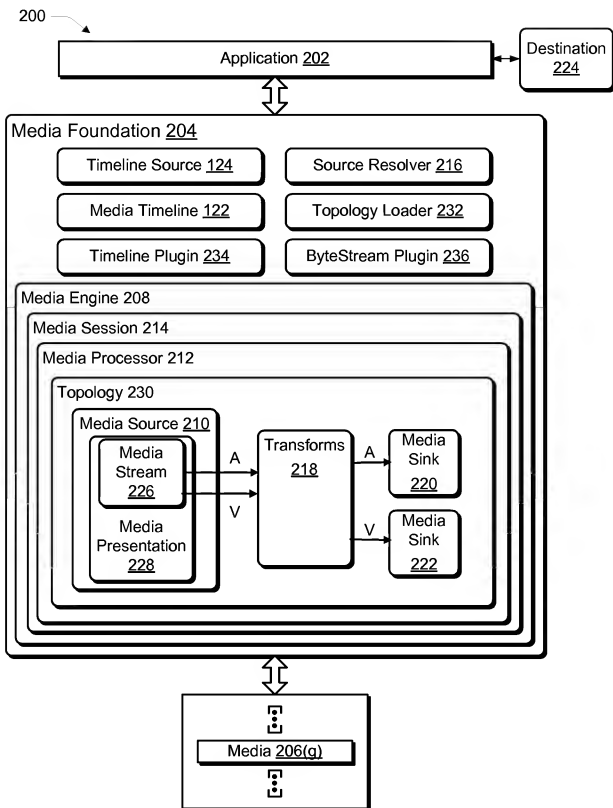 200
Application 202
Destination
224
Media Foundation 204
Timeline Source 124
Source Resolver 216
Media Timeline 122
Topology Loader 232
Timeline Plugin 234
ByteStream Plugin 236
Media Engine 208
Media Session 214
Media Processor 212
Topology 230
Media Source 210
Media
Stream
226
Media
Presentation
228
A
V
Transforms
218
A
V
Media
Sink
220
Media
Sink
222
Media 206(g)